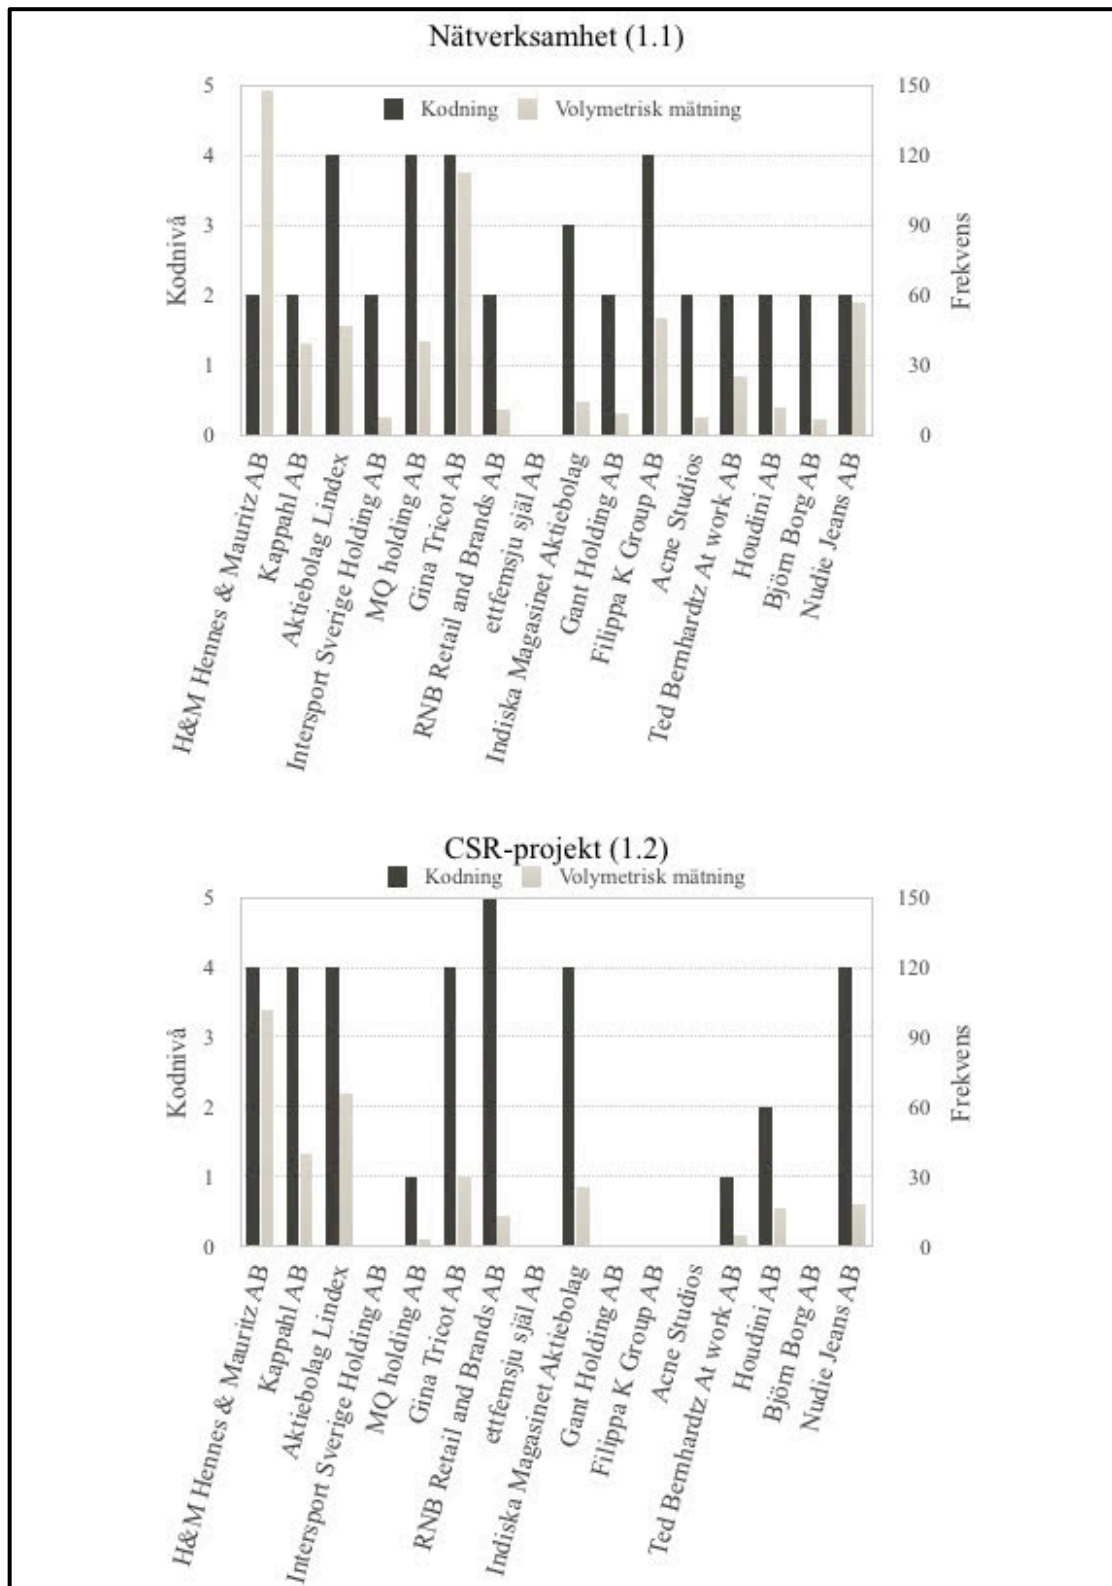 Nätverksamhet (1.1)
Kodning Volymetrisk mätning
Kodnivå
5
4
3
2
1
0
Frekvens
150
120
90
60
30
0
H&M Hennes & Mauritz AB
Kappahl AB
Aktiebolag Lindex
Intersport Sverige Holding AB
MQ holding AB
Gina Tricot AB
RNB Retail and Brands AB
ettfemsju själ AB
Indiska Magasinet Aktiebolag
Gant Holding AB
Filippa K Group AB
Acne Studios
Ted Bernhardtz At work AB
Houdini AB
Björn Borg AB
Nudie Jeans AB
CSR-projekt (1.2)
Kodning Volymetrisk mätning
Kodnivå
5
4
3
2
1
0
Frekvens
150
120
90
60
30
0
H&M Hennes & Mauritz AB
Kappahl AB
Aktiebolag Lindex
Intersport Sverige Holding AB
MQ holding AB
Gina Tricot AB
RNB Retail and Brands AB
ettfemsju själ AB
Indiska Magasinet Aktiebolag
Gant Holding AB
Filippa K Group AB
Acne Studios
Ted Bernhardtz At work AB
Houdini AB
Björn Borg AB
Nudie Jeans AB